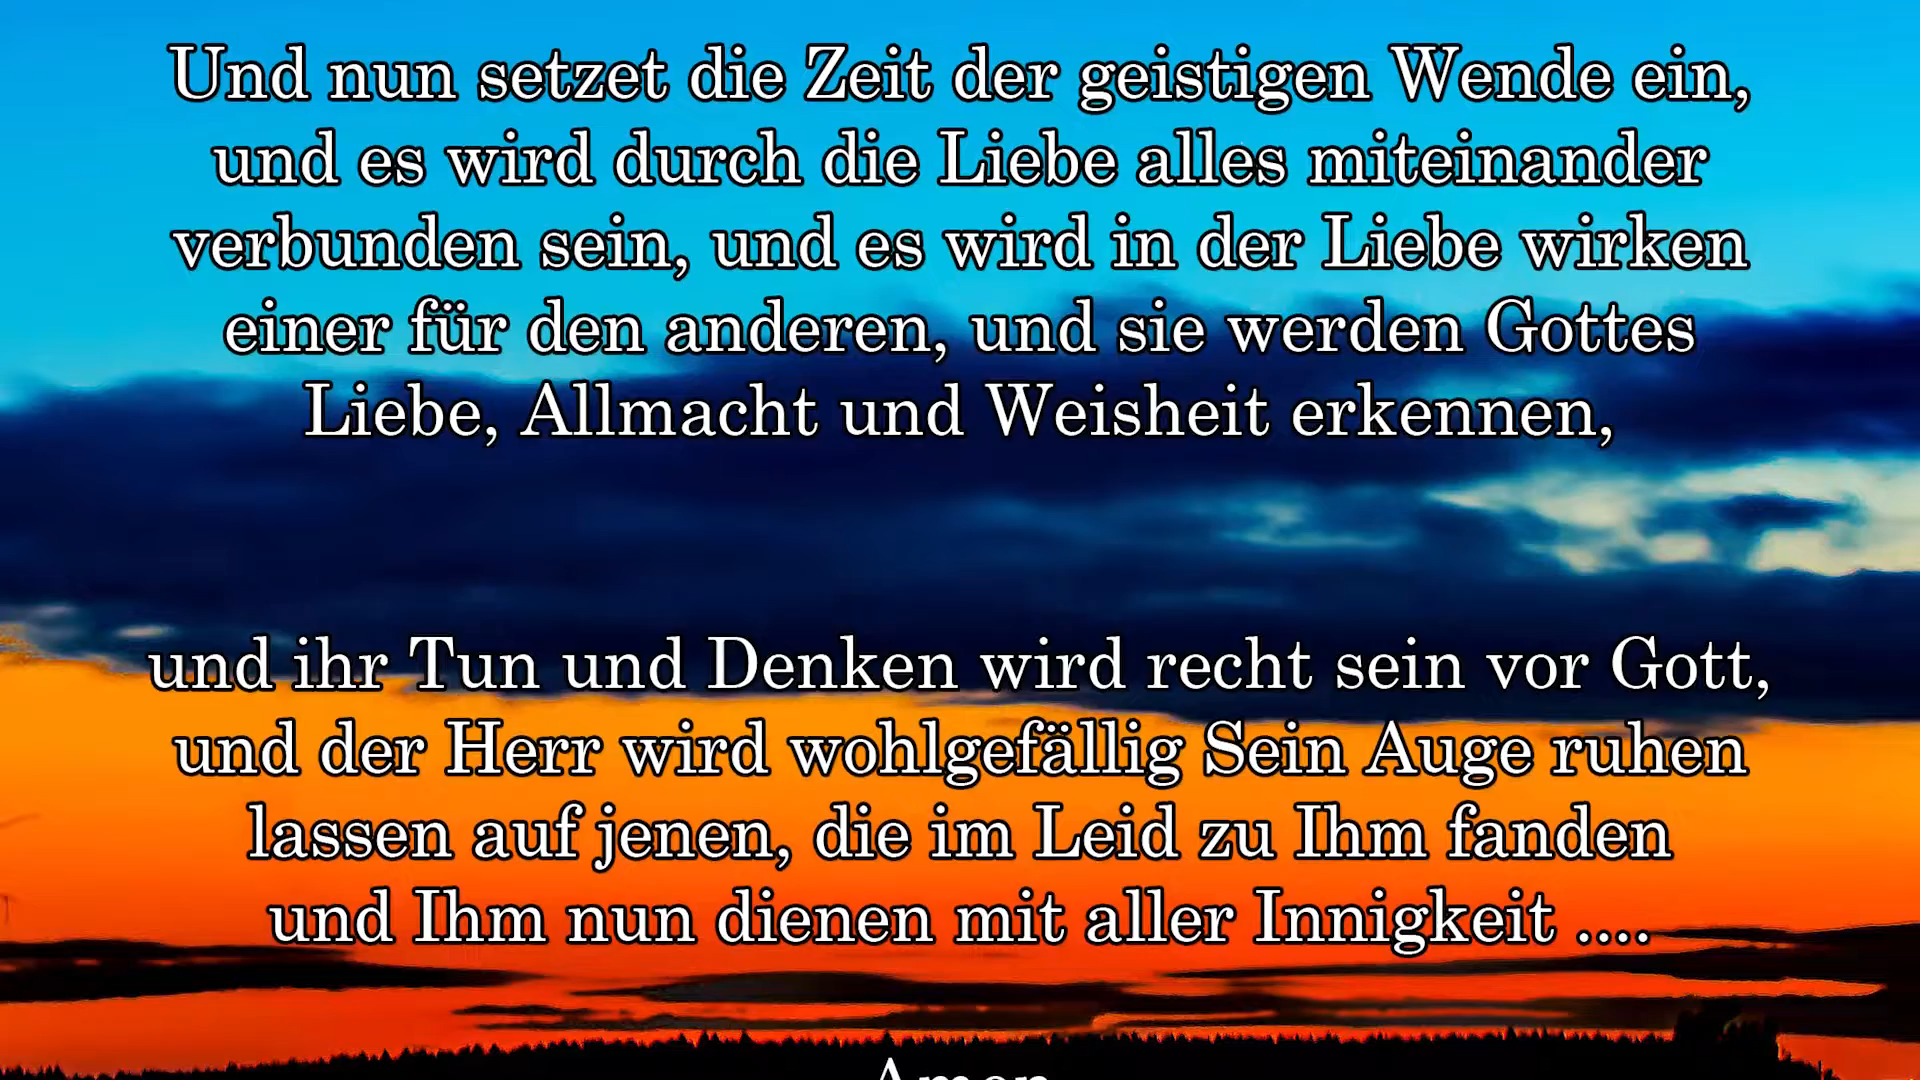 Und nun setzet die Zeit der geistigen Wende ein,
und es wird durch die Liebe alles miteinander
verbunden sein, und es wird in der Liebe wirken
einer für den anderen, und sie werden Gottes
Liebe, Allmacht und Weisheit erkennen,
und ihr Tun und Denken wird recht sein vor Gott,
und der Herr wird wohlgefällig Sein Auge ruhen
lassen auf jenen, die im Leid zu Ihm fanden
und Ihm nun dienen mit aller Innigkeit ....
Amen